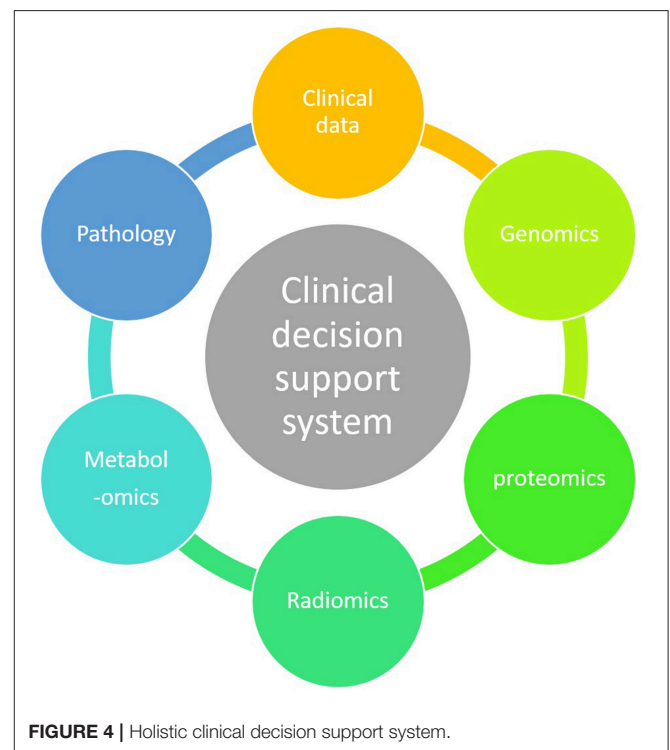 Clinical
data
Genomics
proteomics
Radiomics
Metabol
-omics
Pathology
Clinical
decision
support
system
FIGURE 4 | Holistic clinical decision support system.